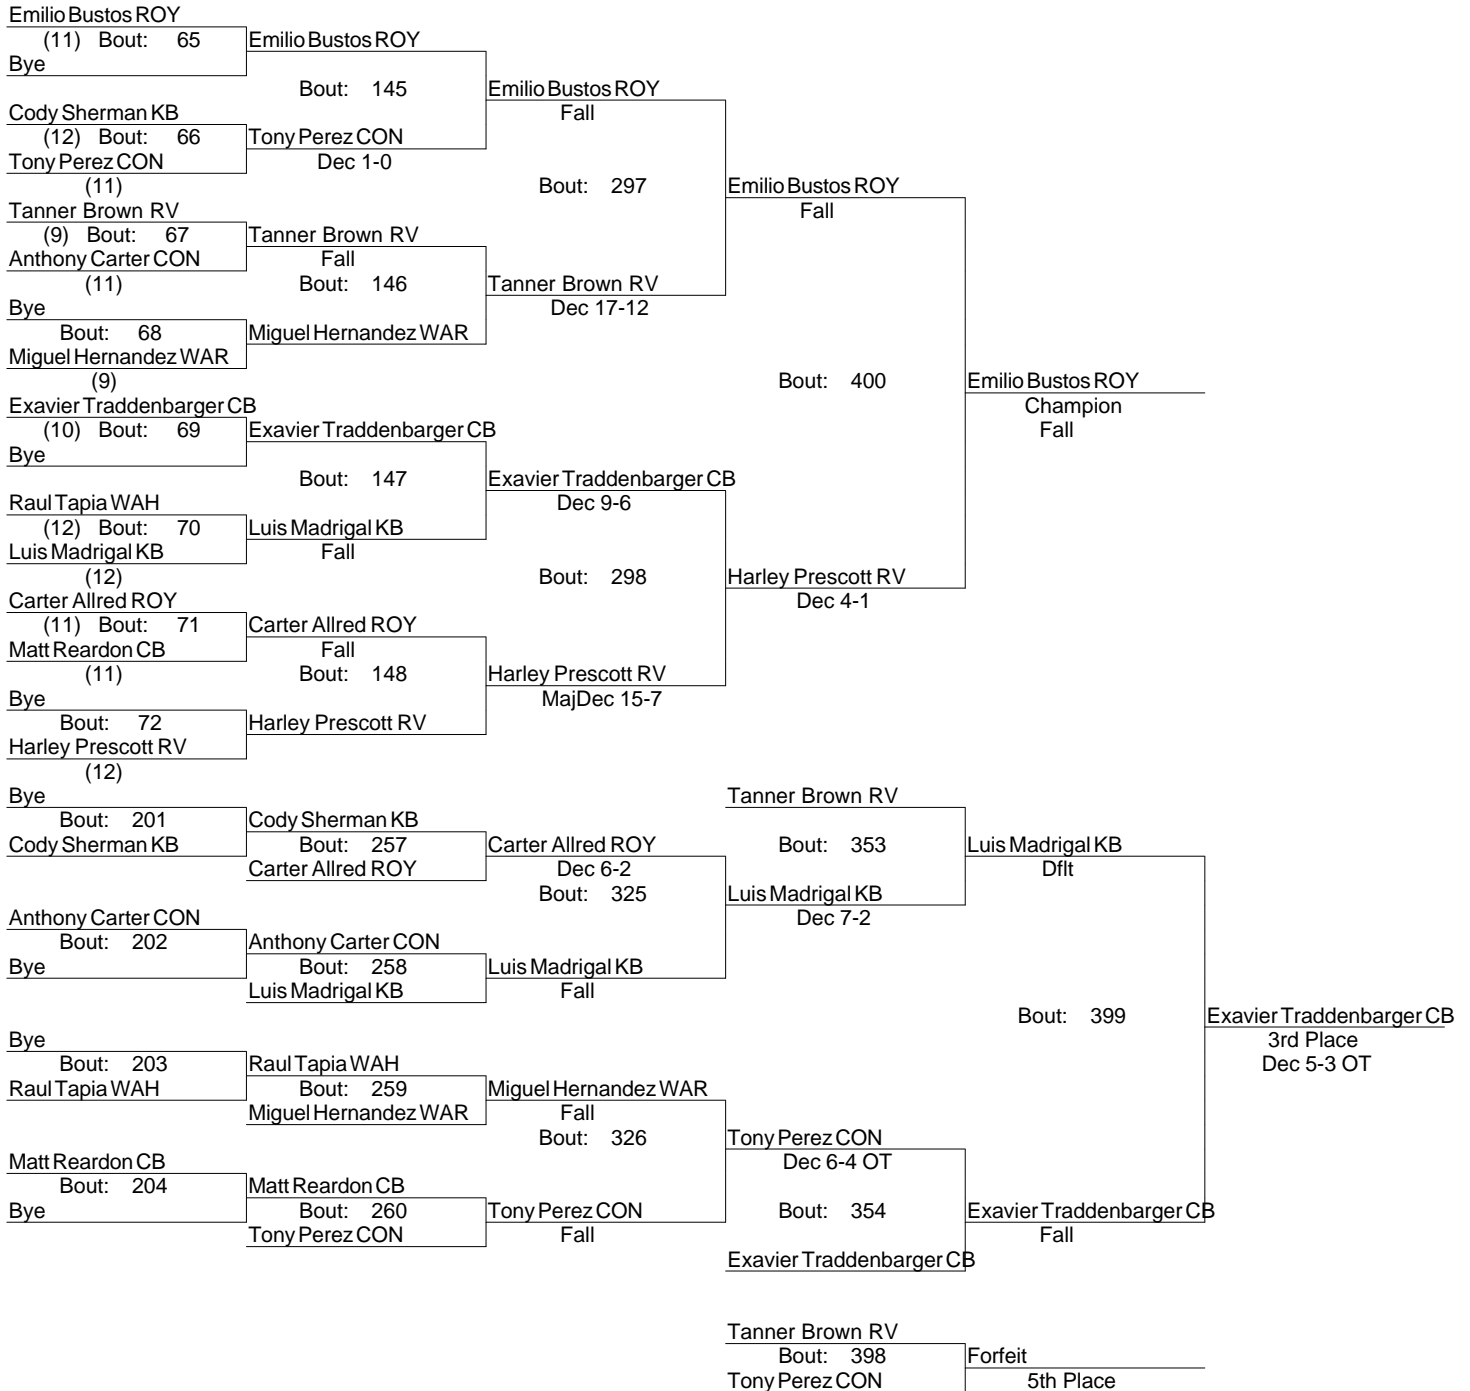 Emilio Bustos ROY
(11) Bout: 65 Emilio Bustos ROY
Bye
Bout: 145 Emilio Bustos ROY
Cody Sherman KB Fall
(12) Bout: 66 Tony Perez CON
Tony Perez CON Dec 1-0
(11) Bout: 297 Emilio Bustos ROY
Tanner Brown RV Fall
(9) Bout: 67 Tanner Brown RV
Anthony Carter CON Fall
(11) Bout: 146 Tanner Brown RV
Bye Dec 17-12
Bout: 68 Miguel Hernandez WAR
Miguel Hernandez WAR
(9) Bout: 400 Emilio Bustos ROY
Exavier Traddenbarger CB Champion
(10) Bout: 69 Exavier Traddenbarger CB Fall
Bye
Bout: 147 Exavier Traddenbarger CB
Raul Tapia WAH Dec 9-6
(12) Bout: 70 Luis Madrigal KB
Luis Madrigal KB Fall
(12) Bout: 298 Harley Prescott RV
Carter Allred ROY Dec 4-1
(11) Bout: 71 Carter Allred ROY
Matt Reardon CB Fall
(11) Bout: 148 Harley Prescott RV
Bye MajDec 15-7
Bout: 72 Harley Prescott RV
Harley Prescott RV
(12)
Bye Tanner Brown RV
Bout: 201 Cody Sherman KB
Cody Sherman KB Bout: 257 Carter Allred ROY Bout: 353 Luis Madrigal KB
Carter Allred ROY Dec 6-2 Dflt
Bout: 325 Luis Madrigal KB
Anthony Carter CON Dec 7-2
Bout: 202 Anthony Carter CON
Bye Bout: 258 Luis Madrigal KB
Luis Madrigal KB Fall
Bout: 399 Exavier Traddenbarger CB
Bye 3rd Place
Bout: 203 Raul Tapia WAH Dec 5-3 OT
Raul Tapia WAH Bout: 259 Miguel Hernandez WAR
Miguel Hernandez WAR Fall
Bout: 326 Tony Perez CON
Matt Reardon CB Dec 6-4 OT
Bout: 204 Matt Reardon CB
Bye Bout: 260 Tony Perez CON Bout: 354 Exavier Traddenbarger CB
Tony Perez CON Fall Fall
Exavier Traddenbarger CB
Tanner Brown RV
Bout: 398 Forfeit
Tony Perez CON 5th Place